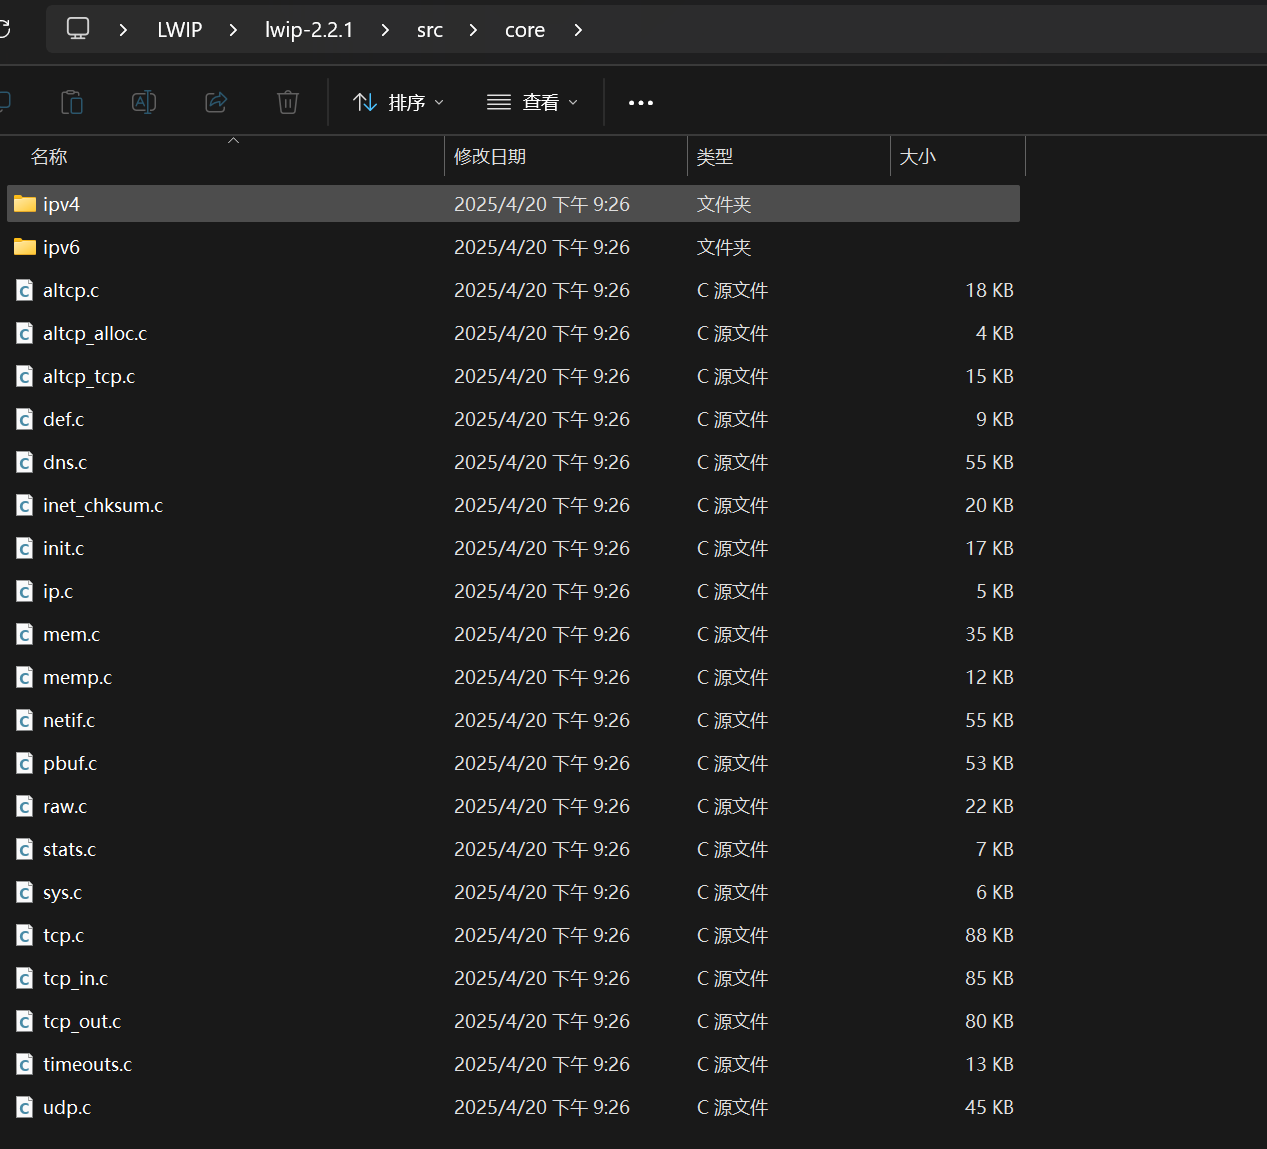 LWIP > lwip-2.2.1 > src > core >
排序 查看
名称 修改日期 类型 大小
ipv4 2025/4/20 下午 9:26 文件夹
ipv6 2025/4/20 下午 9:26 文件夹
altcp.c 2025/4/20 下午 9:26 C 源文件 18 KB
altcp_alloc.c 2025/4/20 下午 9:26 C 源文件 4 KB
altcp_tcp.c 2025/4/20 下午 9:26 C 源文件 15 KB
def.c 2025/4/20 下午 9:26 C 源文件 9 KB
dns.c 2025/4/20 下午 9:26 C 源文件 55 KB
inet_chksum.c 2025/4/20 下午 9:26 C 源文件 20 KB
init.c 2025/4/20 下午 9:26 C 源文件 17 KB
ip.c 2025/4/20 下午 9:26 C 源文件 5 KB
mem.c 2025/4/20 下午 9:26 C 源文件 35 KB
memp.c 2025/4/20 下午 9:26 C 源文件 12 KB
netif.c 2025/4/20 下午 9:26 C 源文件 55 KB
pbuf.c 2025/4/20 下午 9:26 C 源文件 53 KB
raw.c 2025/4/20 下午 9:26 C 源文件 22 KB
stats.c 2025/4/20 下午 9:26 C 源文件 7 KB
sys.c 2025/4/20 下午 9:26 C 源文件 6 KB
tcp.c 2025/4/20 下午 9:26 C 源文件 88 KB
tcp_in.c 2025/4/20 下午 9:26 C 源文件 85 KB
tcp_out.c 2025/4/20 下午 9:26 C 源文件 80 KB
timeouts.c 2025/4/20 下午 9:26 C 源文件 13 KB
udp.c 2025/4/20 下午 9:26 C 源文件 45 KB